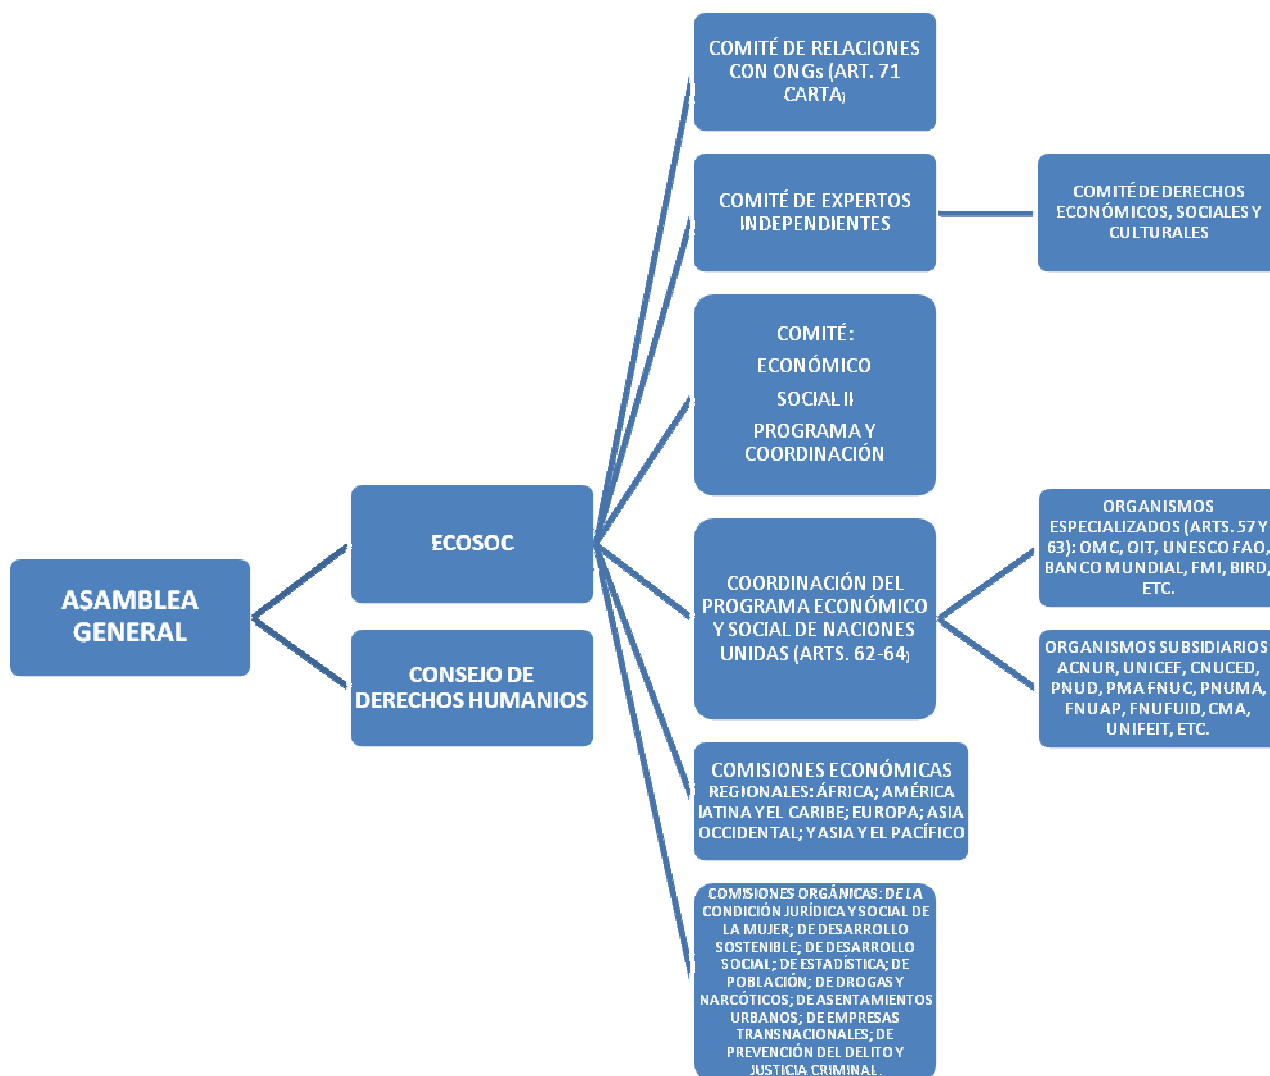 ASAMBLEA
GENERAL
ECOSOC
CONSEJO DE
DERECHOS HUMANIOS
COMITÉ DE RELACIONES
CON ONGs (ART. 71
CARTA)
COMITÉ DE EXPERTOS
INDEPENDIENTES
COMITÉ DE DERECHOS
ECONÓMICOS, SOCIALES Y
CULTURALES
COMITÉ:
ECONÓMICO
SOCIAL II
PROGRAMA Y
COORDINACIÓN
COORDINACIÓN DEL
PROGRAMA ECONÓMICO
Y SOCIAL DE NACIONES
UNIDAS (ARTS. 62-64)
ORGANISMOS
ESPECIALIZADOS (ARTS. 57 Y
63): OMC, OIT, UNESCO FAO,
BANCO MUNDIAL, FMI, BIRD,
ETC.
ORGANISMOS SUBSIDIARIOS
ACNUR, UNICEF, CNUCED,
PNUD, PMA FNUC, PNUMA,
FNUAP, FNUFUID, CMA,
UNIFEIT, ETC.
COMISIONES ECONÓMICAS
REGIONALES: ÁFRICA; AMÉRICA
lATINA Y EL CARIBE; EUROPA; ASIA
OCCIDENTAL; Y ASIA Y EL PACÍFICO
COMISIONES ORGÁNICAS: DE LA
CONDICIÓN JURÍDICA Y SOCIAL DE
LA MUJER; DE DESARROLLO
SOSTENIBLE; DE DESARROLLO
SOCIAL; DE ESTADÍSTICA; DE
POBLACIÓN; DE DROGAS Y
NARCÓTICOS; DE ASENTAMIENTOS
URBANOS; DE EMPRESAS
TRANSNACIONALES; DE
PREVENCIÓN DEL DELITO Y
JUSTICIA CRIMINAL.